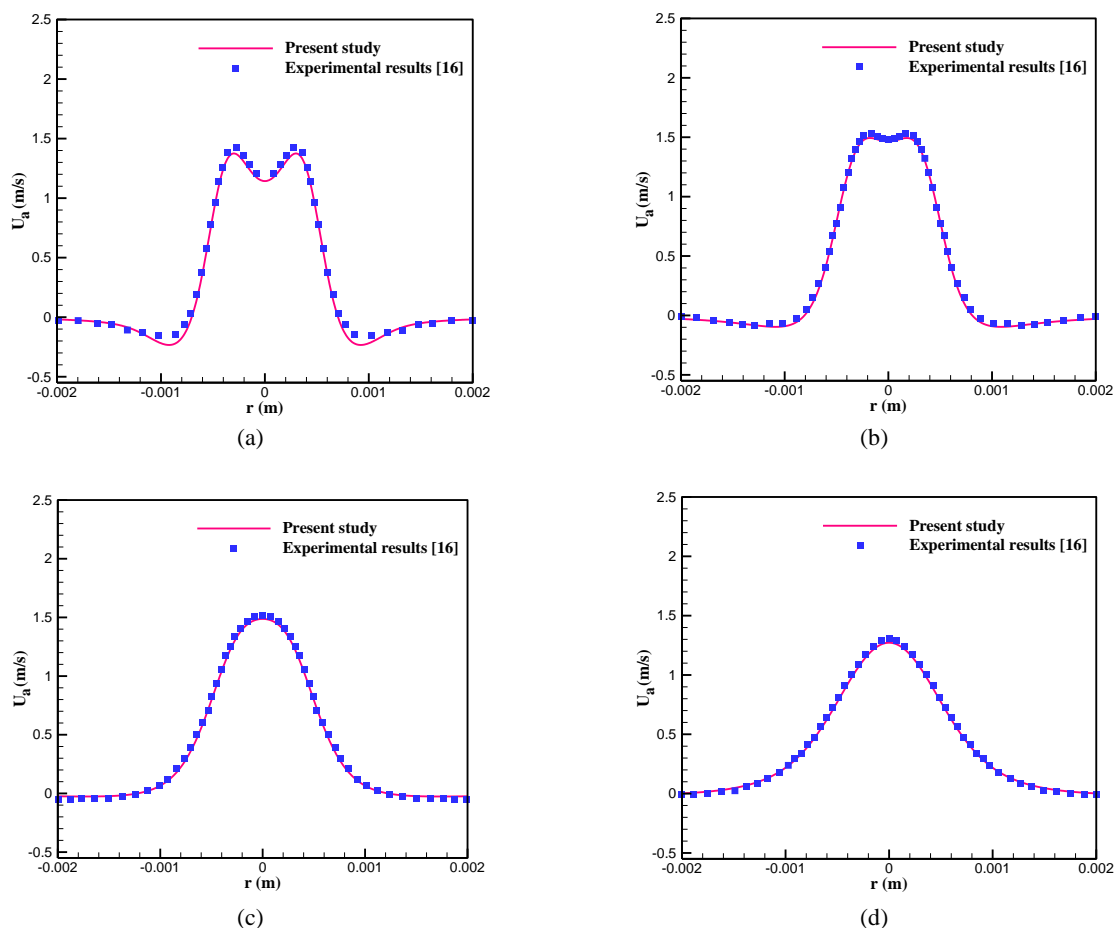 2.5
2
1.5
1
0.5
0
-0.5
U_a (m/s)
Present study
Experimental results [16]
-0.002 -0.001 0 0.001 0.002
r (m)
(a)
2.5
2
1.5
1
0.5
0
-0.5
U_a (m/s)
Present study
Experimental results [16]
-0.002 -0.001 0 0.001 0.002
r (m)
(b)
2.5
2
1.5
1
0.5
0
-0.5
U_a (m/s)
Present study
Experimental results [16]
-0.002 -0.001 0 0.001 0.002
r (m)
(c)
2.5
2
1.5
1
0.5
0
-0.5
U_a (m/s)
Present study
Experimental results [16]
-0.002 -0.001 0 0.001 0.002
r (m)
(d)